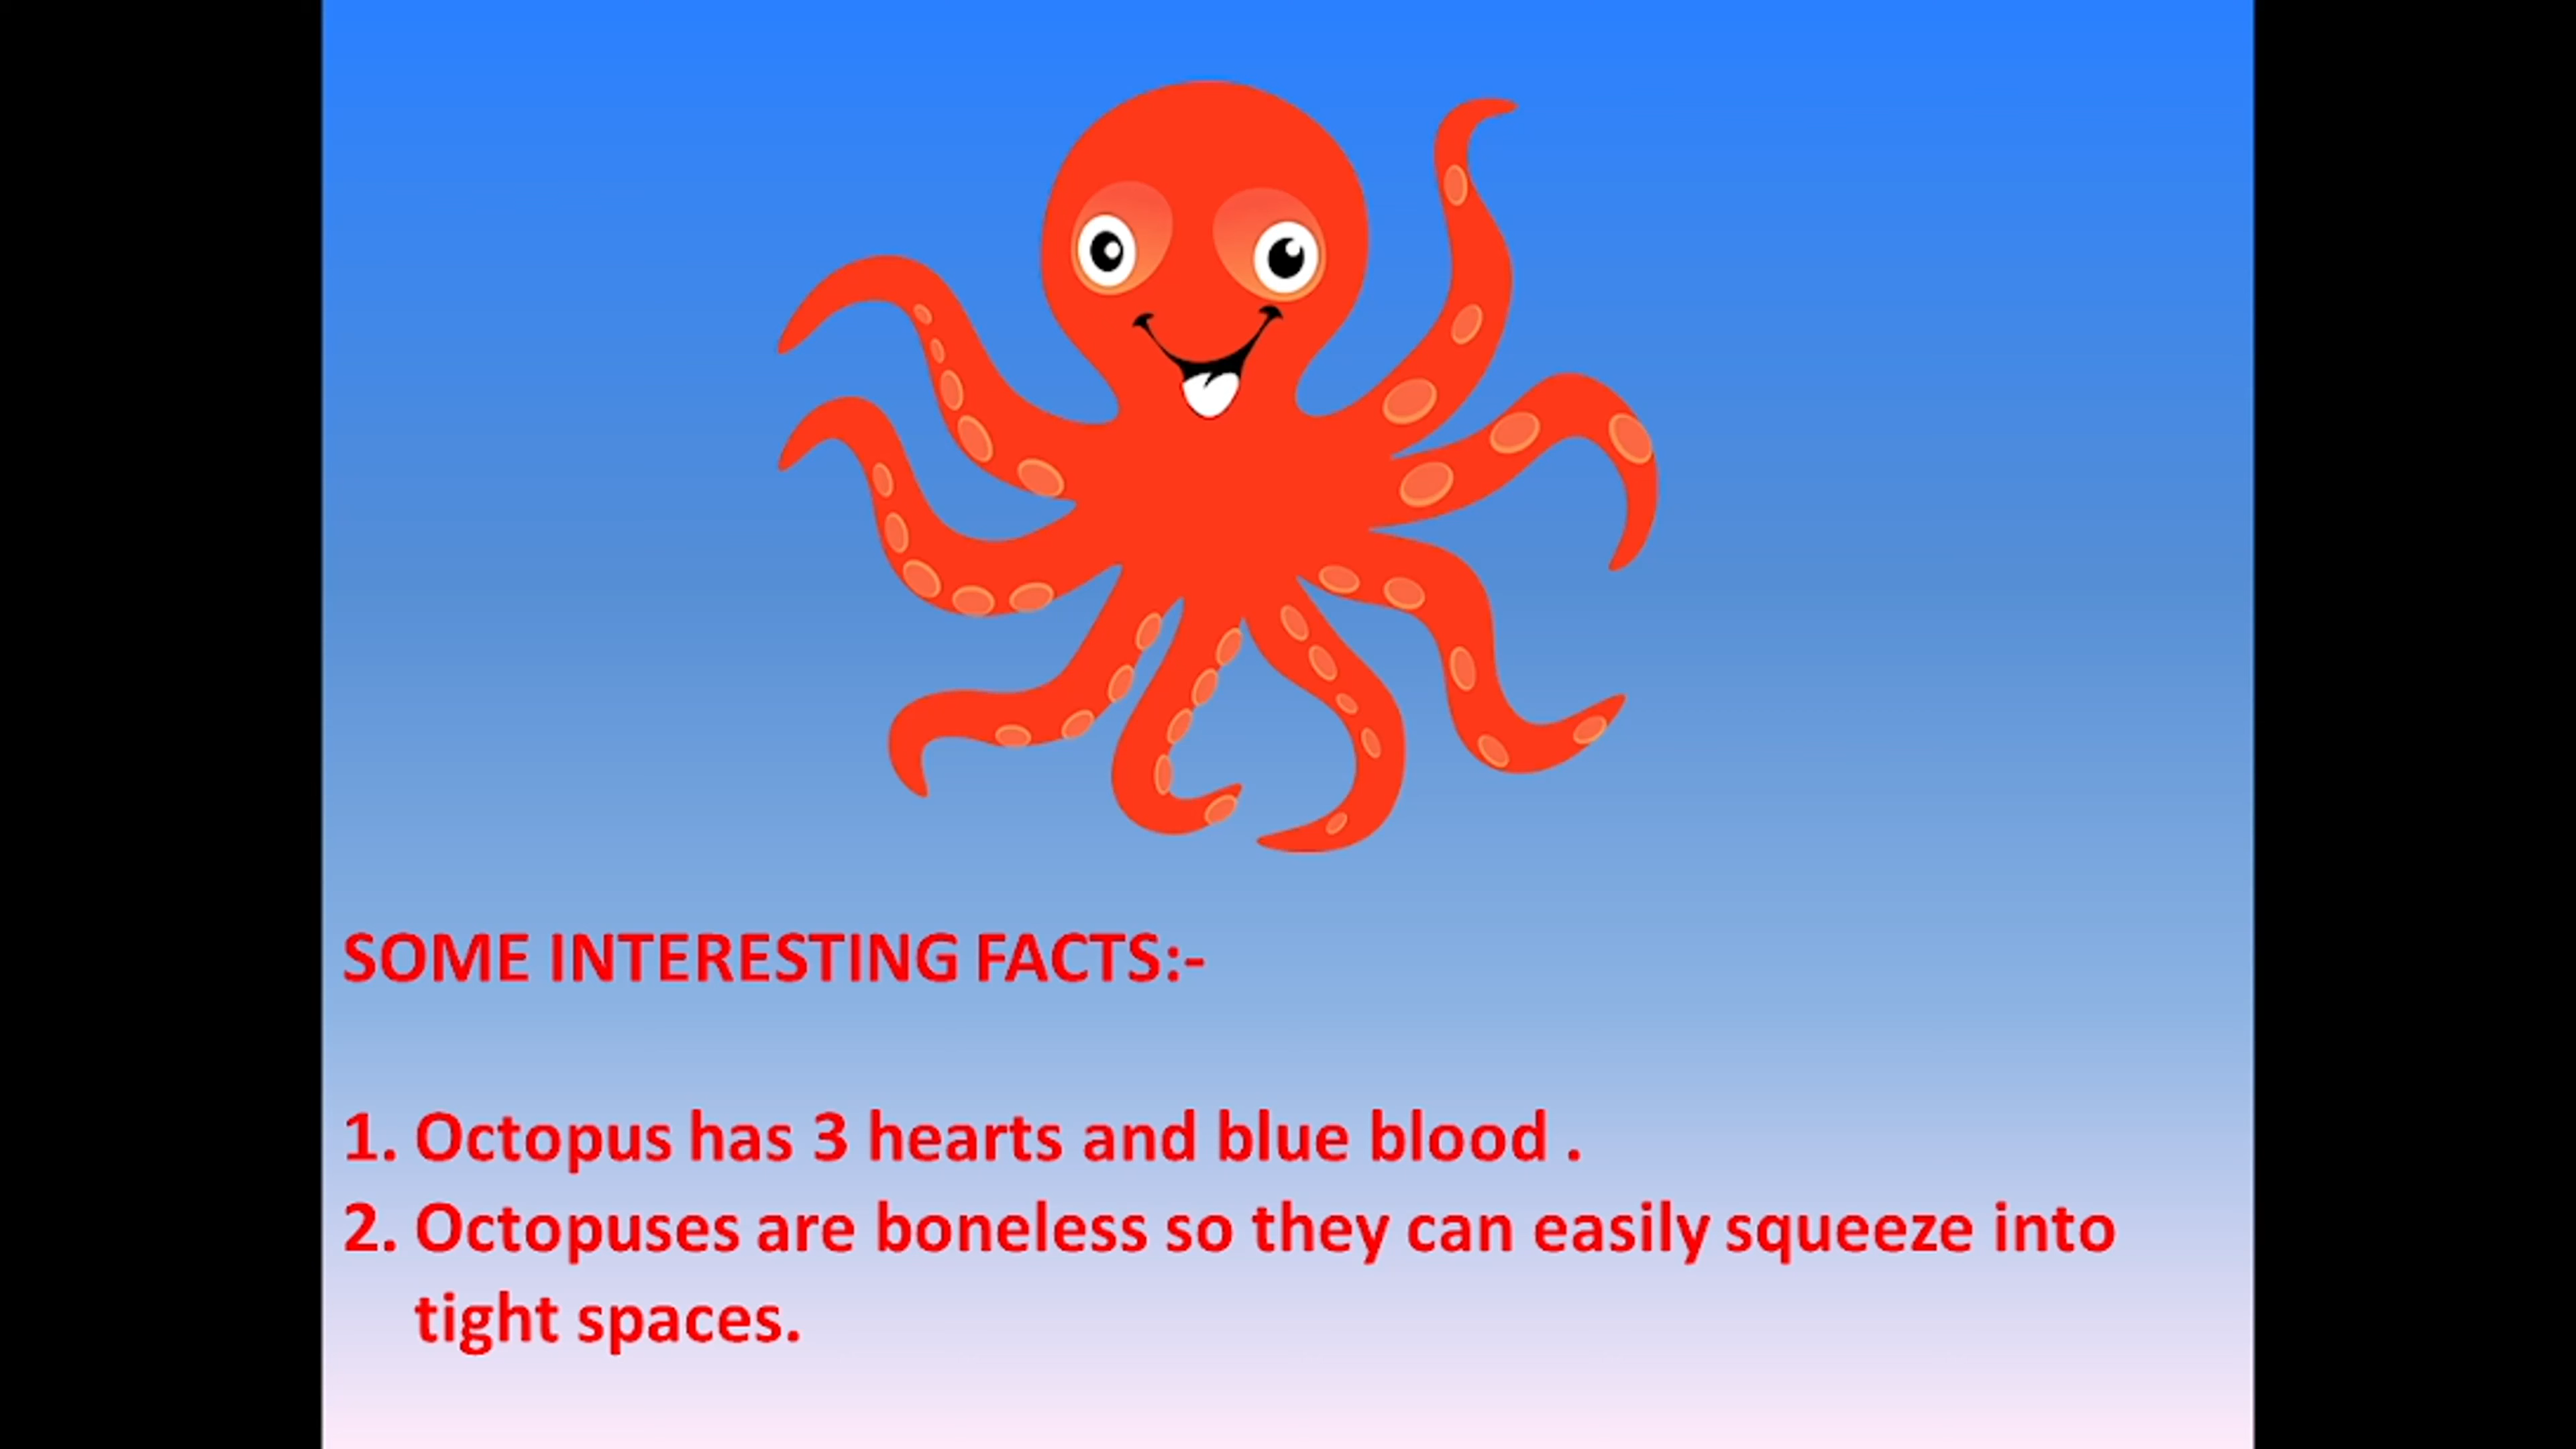 SOME INTERESTING FACTS:-
1. Octopus has 3 hearts and blue blood .
2. Octopuses are boneless so they can easily squeeze into
tight spaces.